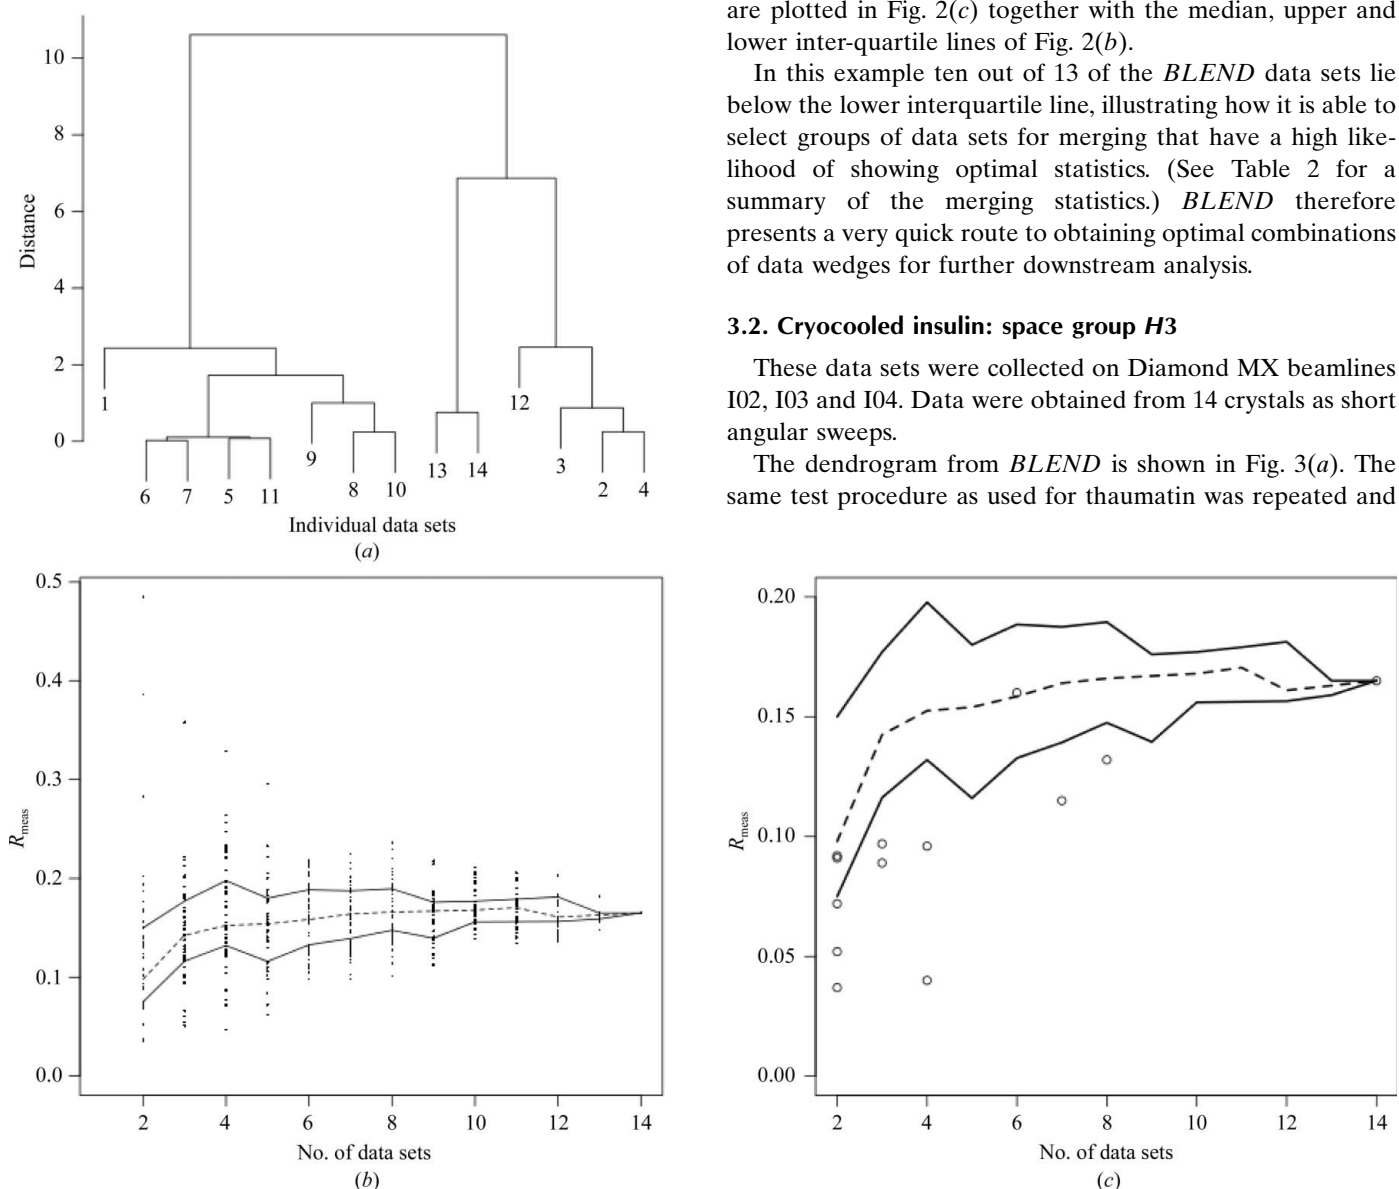 are plotted in Fig. 2(c) together with the median, upper and
lower inter-quartile lines of Fig. 2(b).
In this example ten out of 13 of the BLEND data sets lie
below the lower interquartile line, illustrating how it is able to
select groups of data sets for merging that have a high like-
lihood of showing optimal statistics. (See Table 2 for a
summary of the merging statistics.) BLEND therefore
presents a very quick route to obtaining optimal combinations
of data wedges for further downstream analysis.
3.2. Cryocooled insulin: space group H3
These data sets were collected on Diamond MX beamlines
I02, I03 and I04. Data were obtained from 14 crystals as short
angular sweeps.
The dendrogram from BLEND is shown in Fig. 3(a). The
same test procedure as used for thaumatin was repeated and
Distance
10
8
6
4
2
0
1
12
9
3
13 14
6 7 5 11 8 10 2 4
Individual data sets
(a)
R meas
0.5
0.4
0.3
0.2
0.1
0.0
2 4 6 8 10 12 14
No. of data sets
(b)
R meas
0.20
0.15
0.10
0.05
0.00
2 4 6 8 10 12 14
No. of data sets
(c)